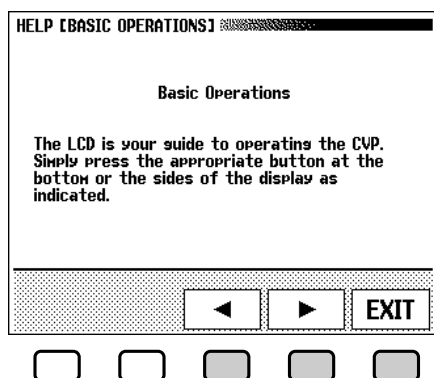 HELP [BASIC OPERATIONS]
Basic Operations
The LCD is your guide to operating the CVP.
Simply press the appropriate button at the
bottom or the sides of the display as
indicated.
EXIT